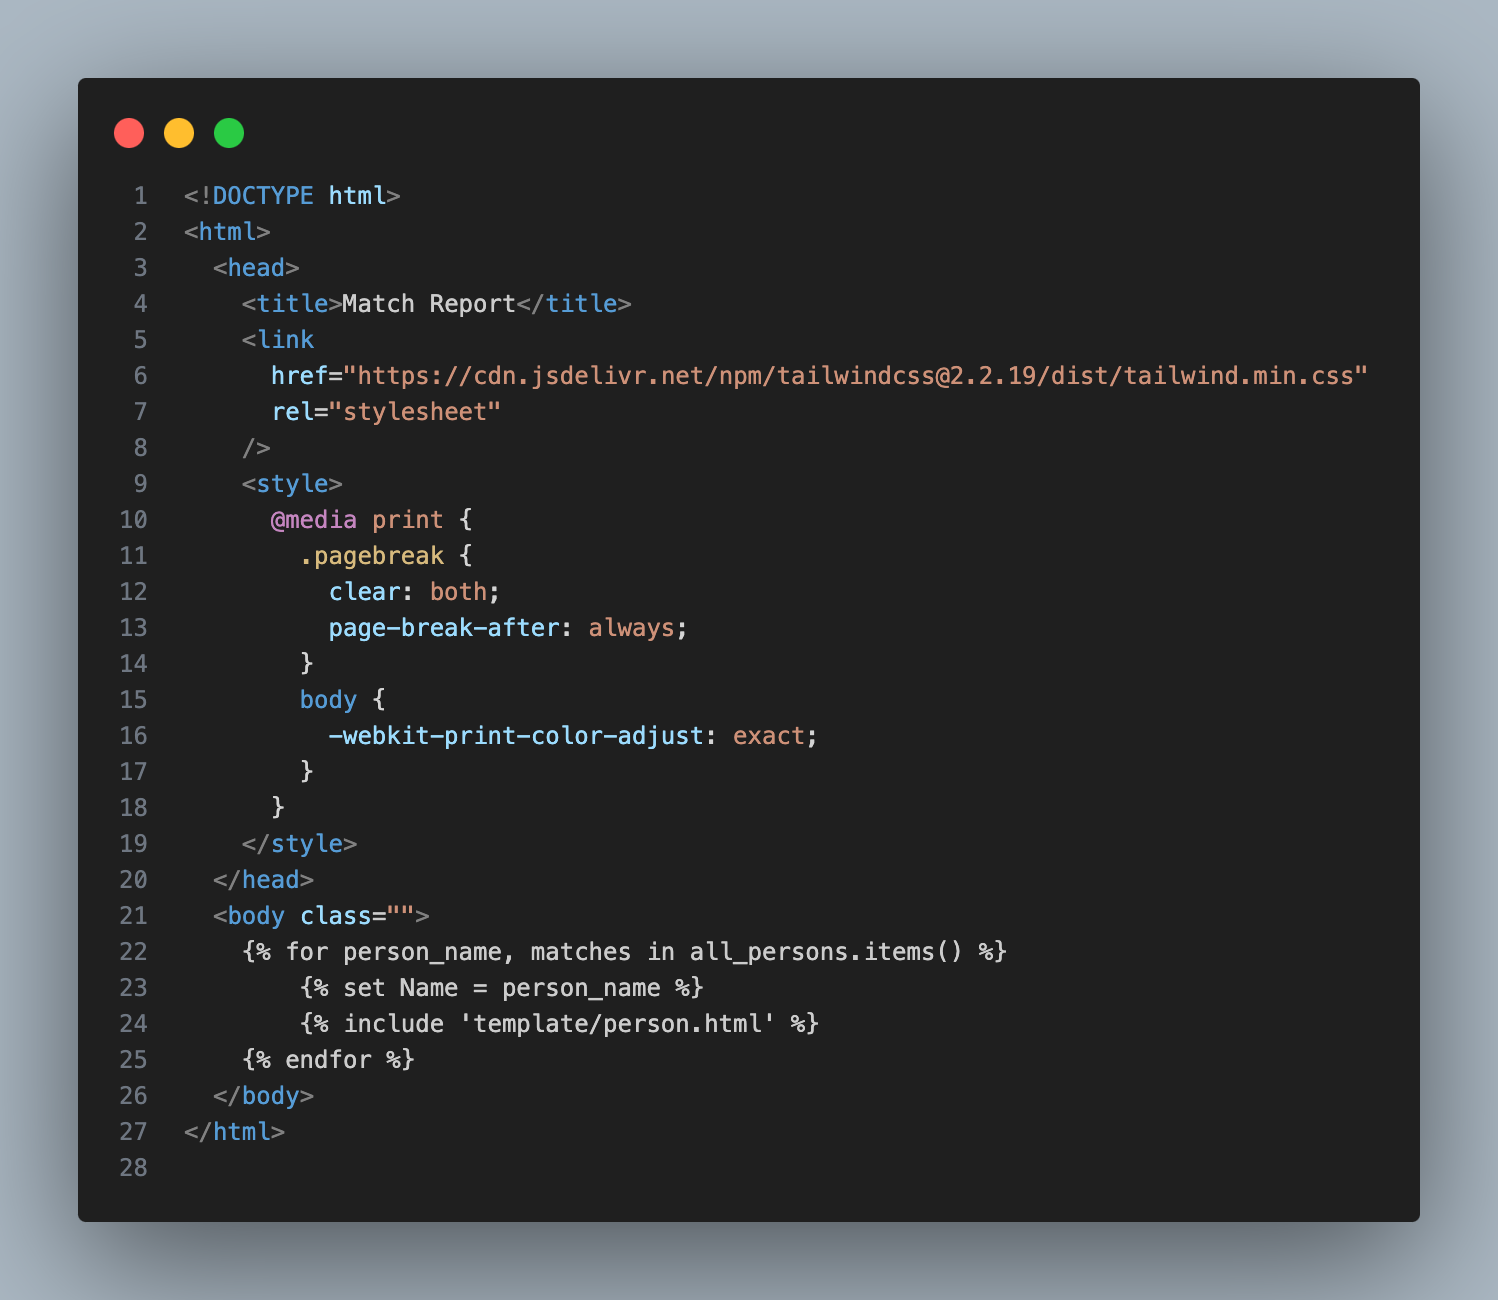 1 <!DOCTYPE html>
2 <html>
3   <head>
4     <title>Match Report</title>
5     <link
6       href="https://cdn.jsdelivr.net/npm/tailwindcss@2.2.19/dist/tailwind.min.css"
7       rel="stylesheet"
8     />
9     <style>
10       @media print {
11         .pagebreak {
12           clear: both;
13           page-break-after: always;
14         }
15         body {
16           -webkit-print-color-adjust: exact;
17         }
18       }
19     </style>
20   </head>
21   <body class="">
22     {% for person_name, matches in all_persons.items() %}
23         {% set Name = person_name %}
24         {% include 'template/person.html' %}
25     {% endfor %}
26   </body>
27 </html>
28